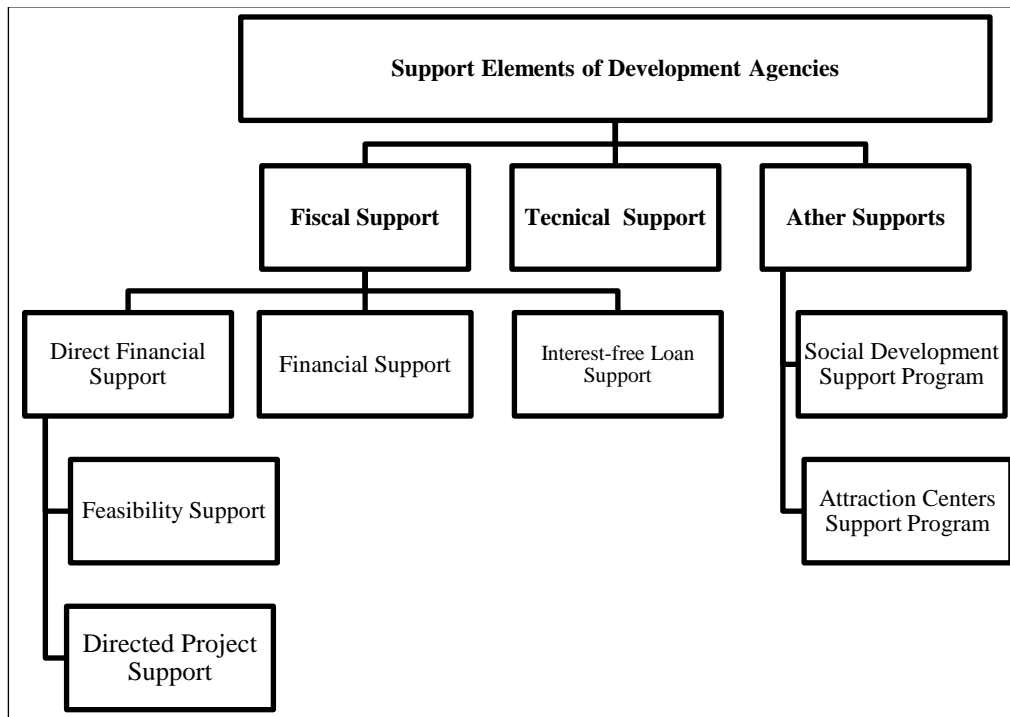 Support Elements of Development Agencies
Fiscal Support
Tecnical Support
Ather Supports
Direct Financial
Support
Financial Support
Interest-free Loan
Support
Social Development
Support Program
Feasibility Support
Attraction Centers
Support Program
Directed Project
Support